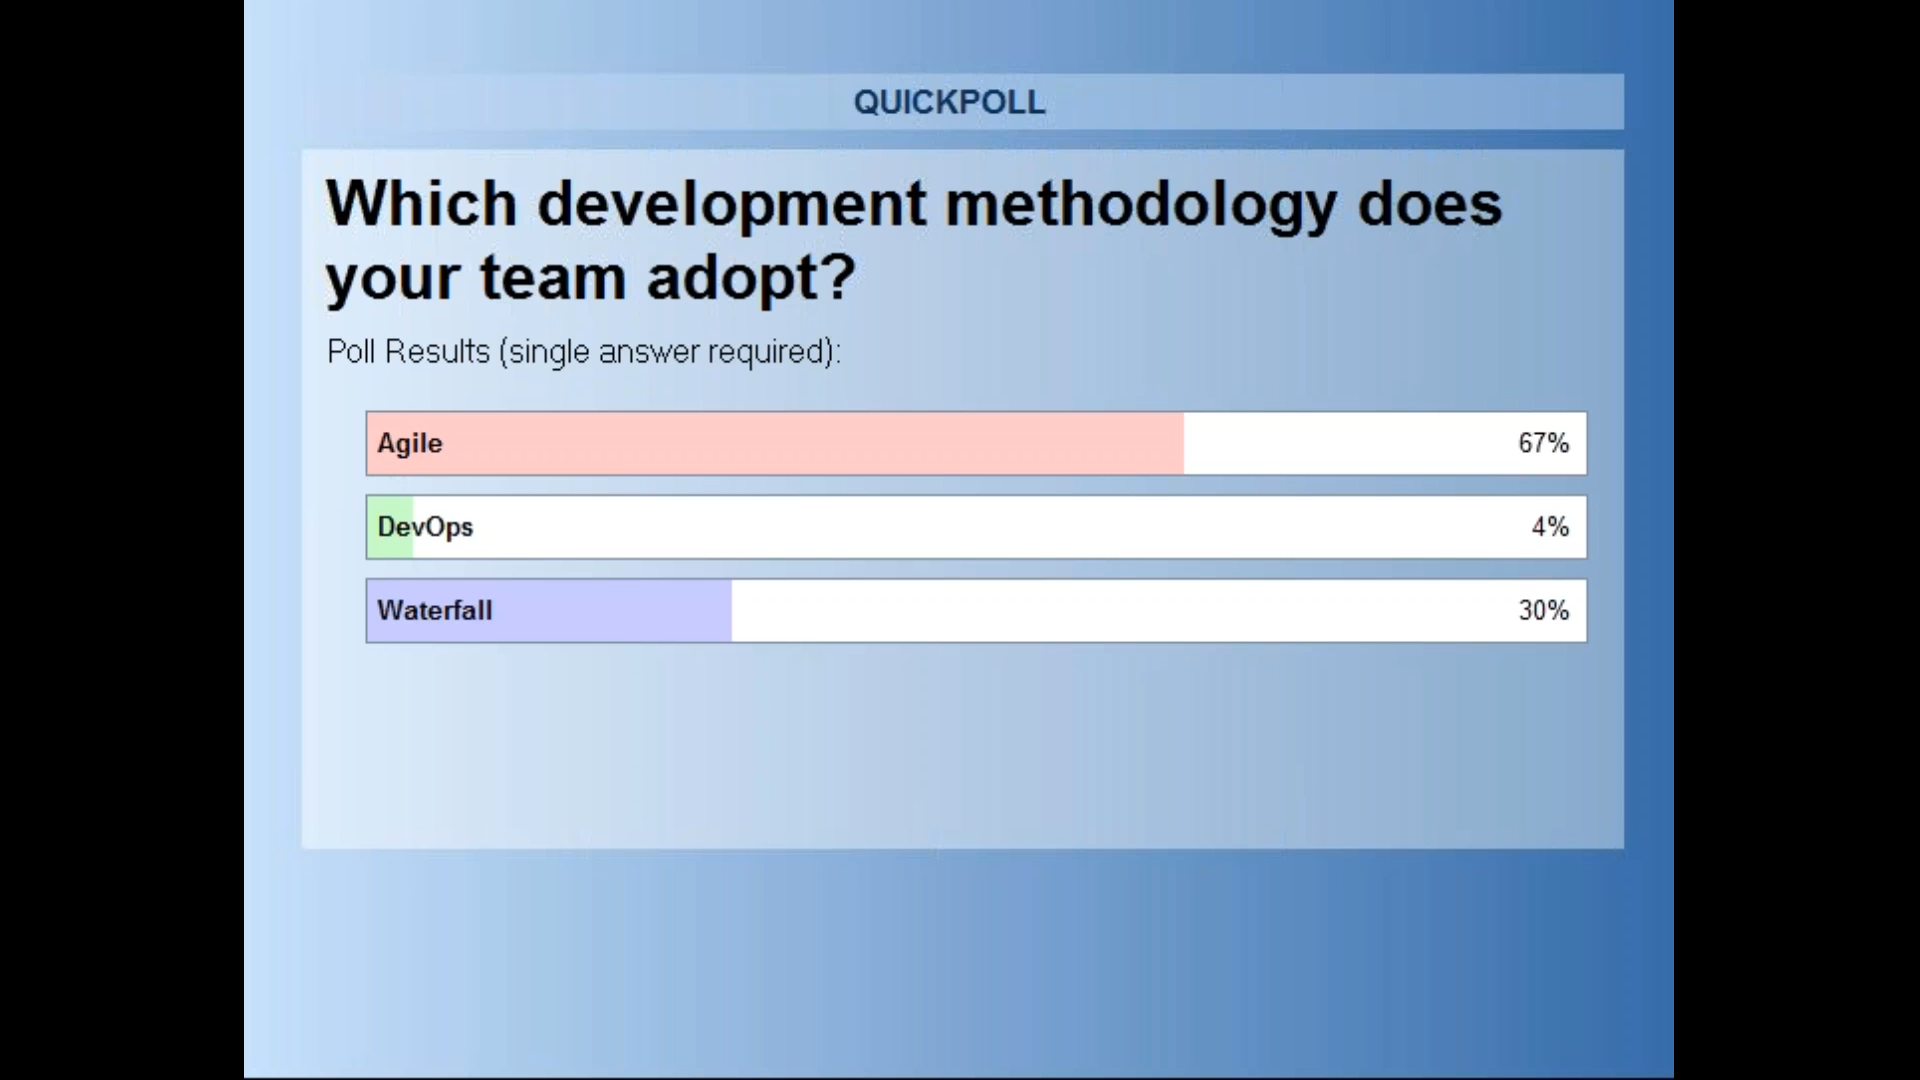 QUICKPOLL
Which development methodology does
your team adopt?
Poll Results (single answer required):
Agile 67%
DevOps 4%
Waterfall 30%